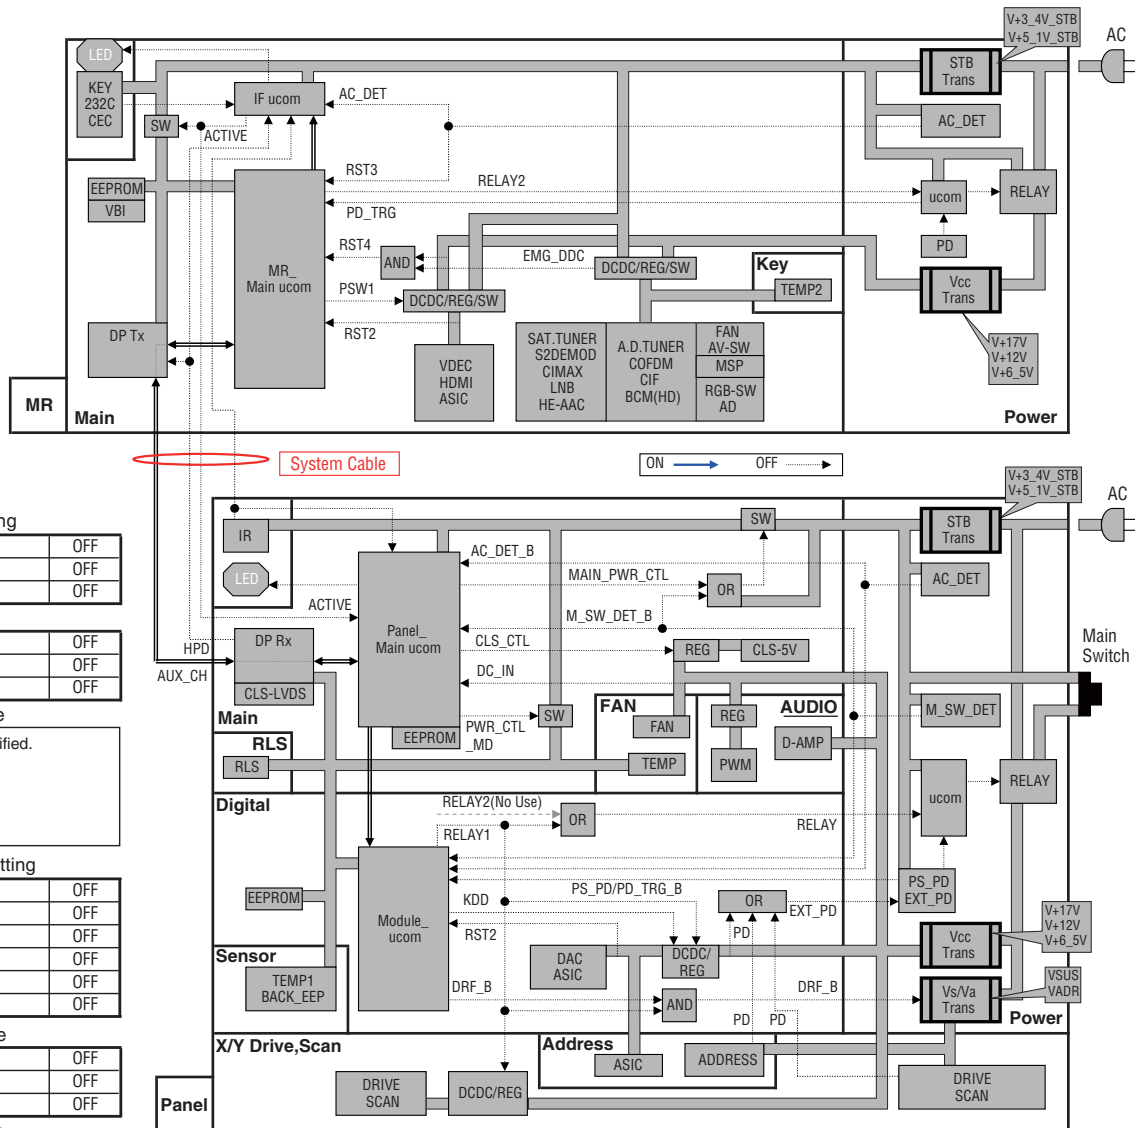 V+3_4V_STB
V+5_1V_STB
AC
LED
STB
Trans
KEY
232C
CEC
IF ucom
AC_DET
AC_DET
SW
ACTIVE
RST3
RELAY2
EEPROM
VBI
ucom
RELAY
PD_TRG
RST4
AND
EMG_DDC
PD
MR_
Main ucom
DCDC/REG/SW
Key
TEMP2
PSW1
DCDC/REG/SW
Vcc
Trans
DP Tx
RST2
SAT.TUNER
S2DEMOD
CIMAX
LNB
HE-AAC
A.D.TUNER
COFDM
CIF
BCM(HD)
FAN
AV-SW
MSP
RGB-SW
AD
V+17V
V+12V
V+6_5V
VDEC
HDMI
ASIC
MR
Main
Power
System Cable
ON
OFF
V+3_4V_STB
V+5_1V_STB
AC
ng
OFF
OFF
OFF
IR
SW
STB
Trans
AC_DET_B
LED
MAIN_PWR_CTL
OR
AC_DET
ACTIVE
M_SW_DET_B
OFF
OFF
OFF
HPD
AUX_CH
DP Rx
CLS-LVDS
Panel_
Main ucom
CLS_CTL
REG
CLS-5V
Main
Switch
DC_IN
e
ified.
Main
FAN
AUDIO
M_SW_DET
SW
REG
FAN
EEPROM
PWR_CTL
_MD
D-AMP
RLS
RLS
TEMP
PWM
ucom
RELAY
Digital
RELAY2(No Use)
OR
RELAY1
RELAY
tting
OFF
OFF
OFF
OFF
OFF
OFF
EEPROM
Module_
ucom
KDD
PS_PD/PD_TRG_B
OR
EXT_PD
PS_PD
EXT_PD
V+17V
V+12V
V+6_5V
RST2
PD
Vcc
Trans
Sensor
DAC
ASIC
DCDC/
REG
TEMP1
BACK_EEP
DRF_B
AND
DRF_B
Vs/Va
Trans
VSUS
VADR
PD
PD
Power
e
OFF
OFF
OFF
X/Y Drive,Scan
Address
ASIC
ADDRESS
DRIVE
SCAN
DCDC/REG
DRIVE
SCAN
Panel